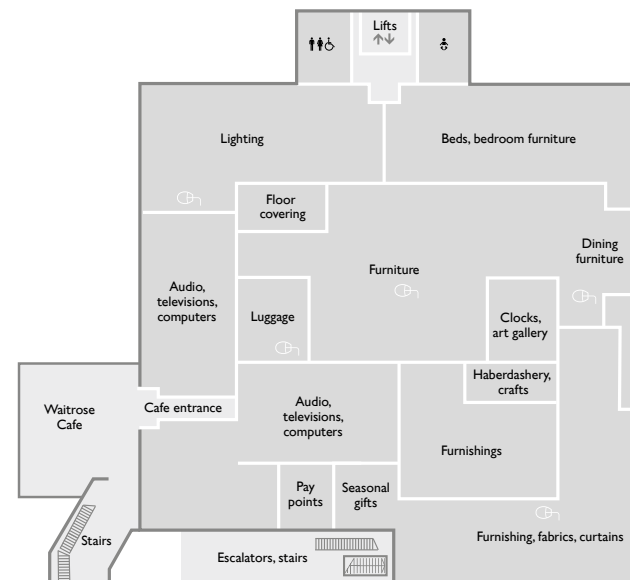 Lifts
Lighting
Beds, bedroom furniture
Floor
covering
Dining
furniture
Furniture
Audio,
televisions,
computers
Luggage
Clocks,
art gallery
Haberdashery,
crafts
Waitrose
Cafe
Cafe entrance
Audio,
televisions,
computers
Furnishings
Pay
points
Seasonal
gifts
Stairs
Furnishing, fabrics, curtains
Escalators, stairs